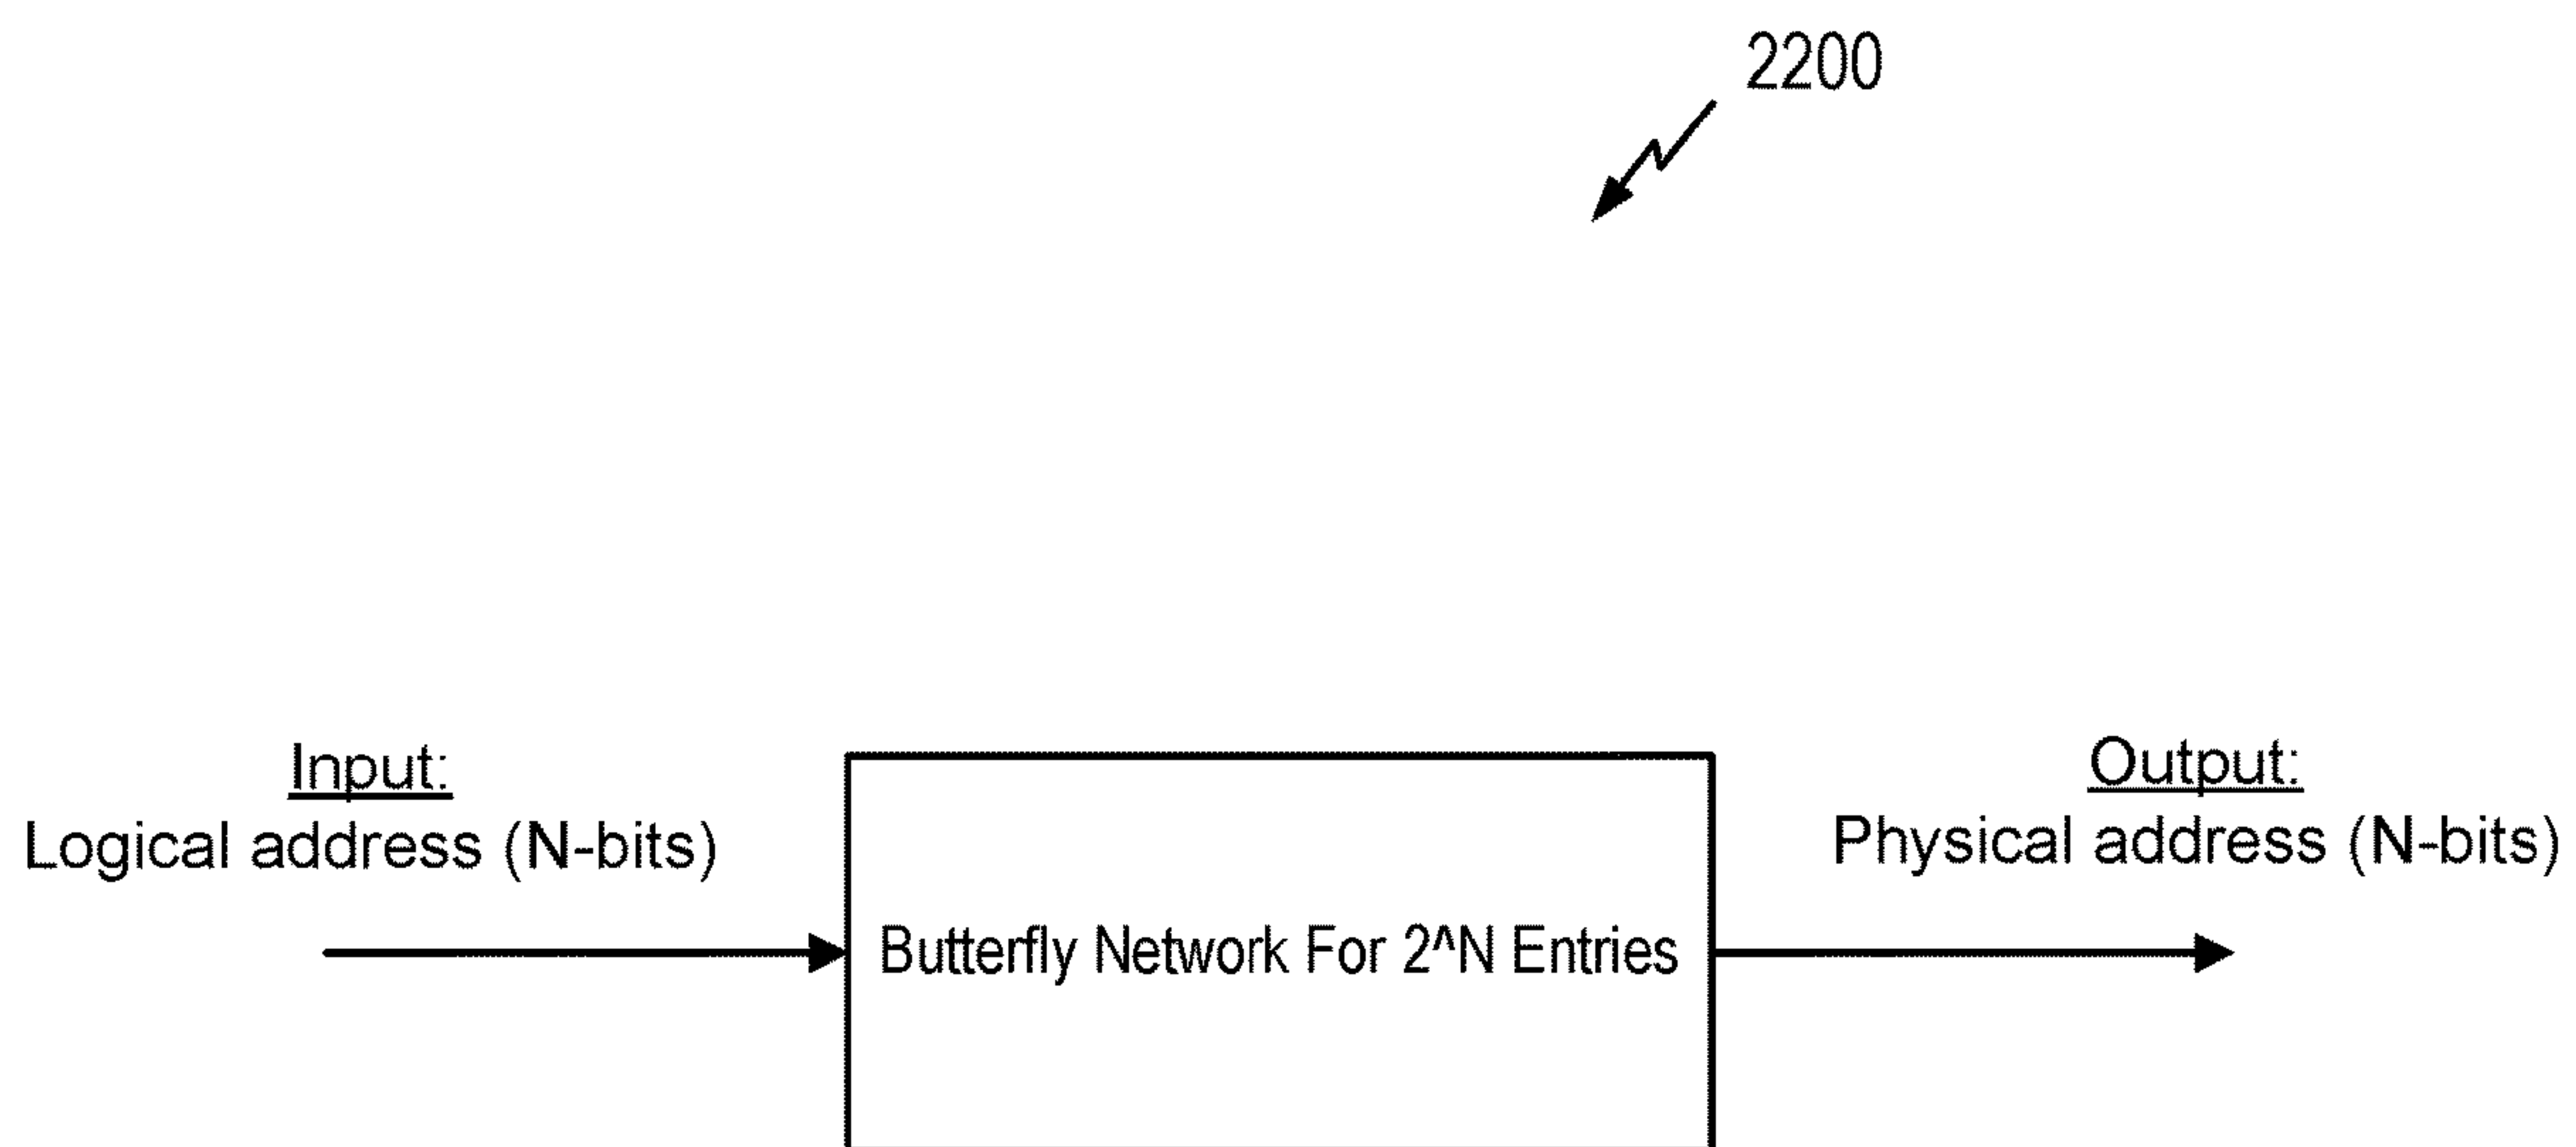 2200
Input:
Logical address (N-bits)
Output:
Physical address (N-bits)
Butterfly Network For 2^N Entries